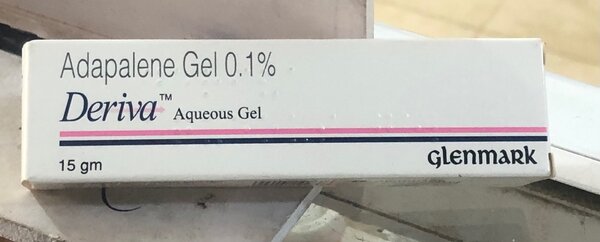 Adapalene Gel 0.1%
Deriva™ Aqueous Gel
15 gm
glenmark